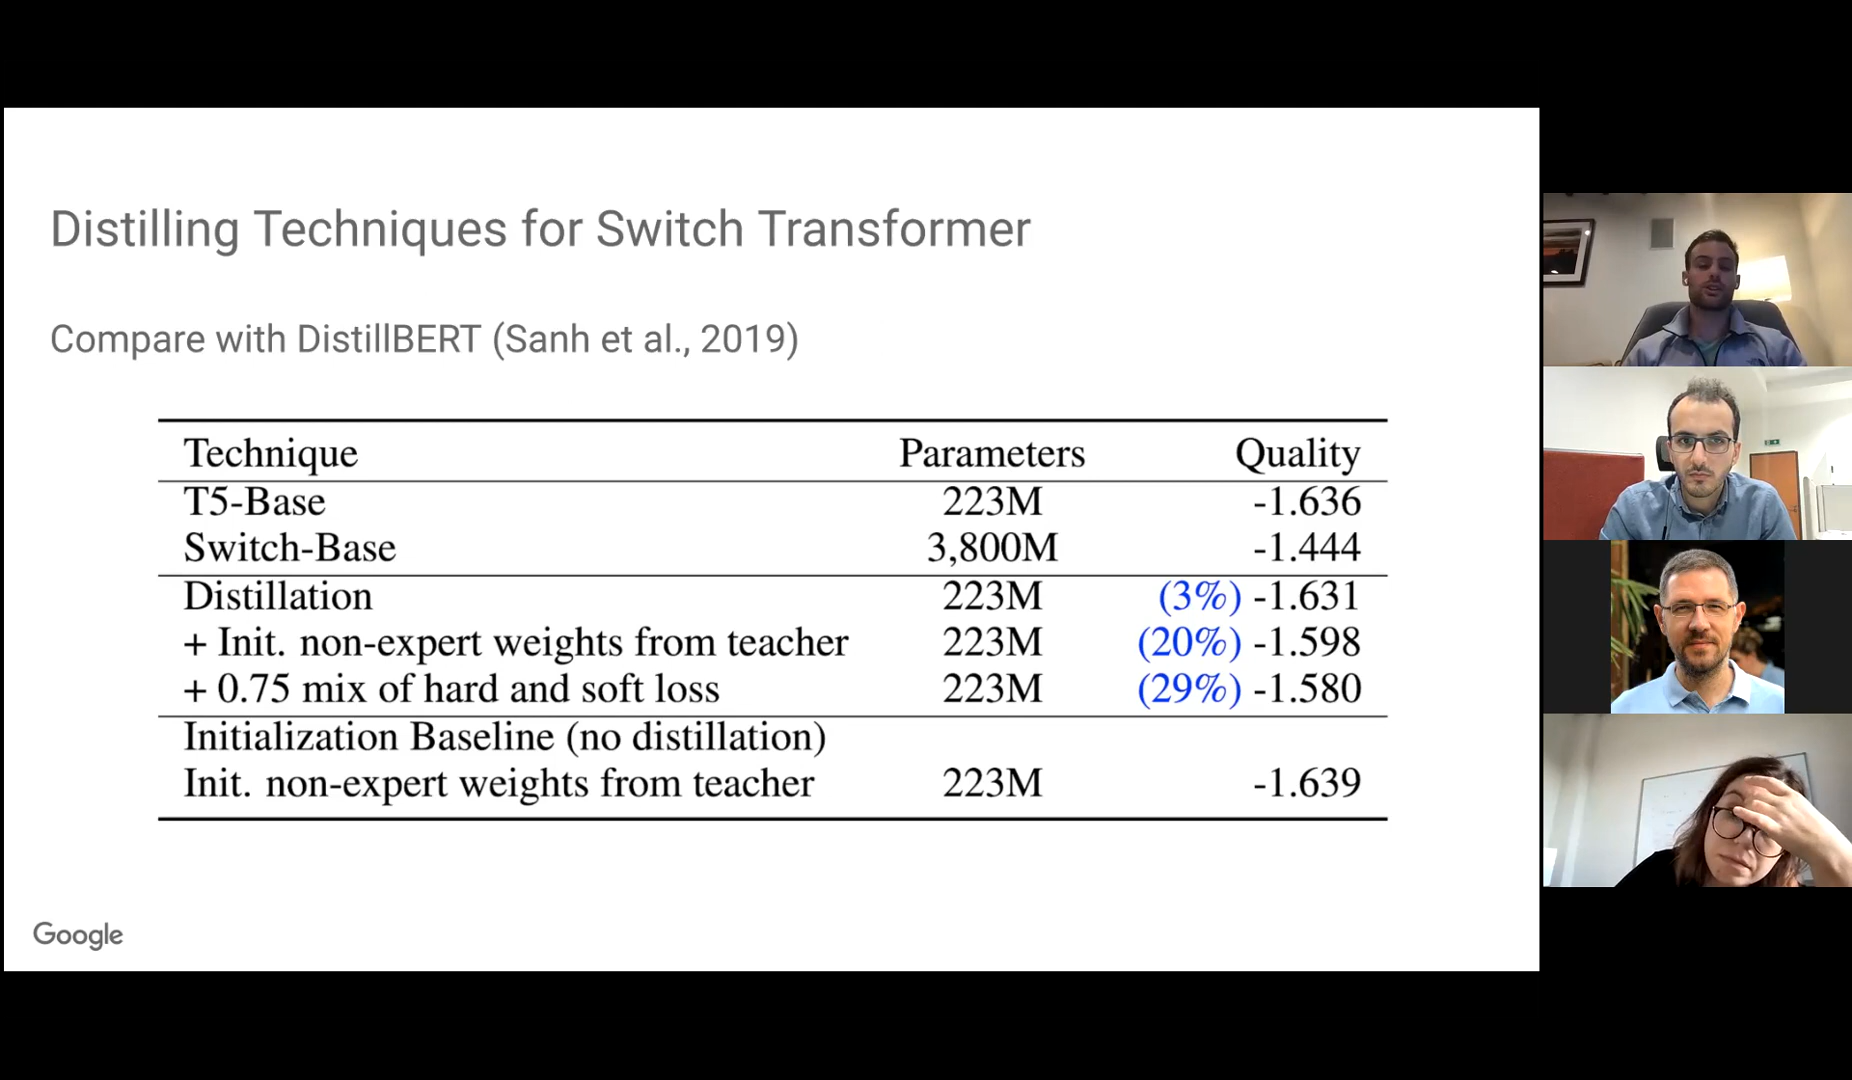 Distilling Techniques for Switch Transformer
Compare with DistillBERT (Sanh et al., 2019)
Technique Parameters Quality
T5-Base 223M -1.636
Switch-Base 3,800M -1.444
Distillation 223M (3%) -1.631
+ Init. non-expert weights from teacher 223M (20%) -1.598
+ 0.75 mix of hard and soft loss 223M (29%) -1.580
Initialization Baseline (no distillation)
Init. non-expert weights from teacher 223M -1.639
Google